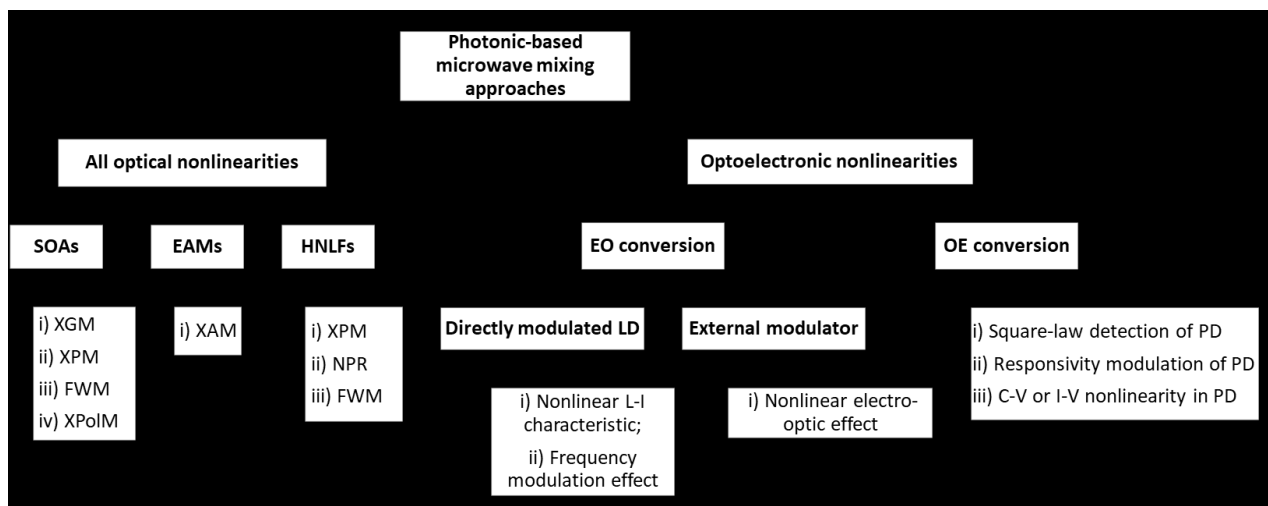 Photonic-based
microwave mixing
approaches
All optical nonlinearities
Optoelectronic nonlinearities
SOAs
EAMs
HNLFs
EO conversion
OE conversion
i) XGM
ii) XPM
iii) FWM
iv) XPolM
i) XAM
i) XPM
ii) NPR
iii) FWM
Directly modulated LD
External modulator
i) Square-law detection of PD
ii) Responsivity modulation of PD
iii) C-V or I-V nonlinearity in PD
i) Nonlinear L-I
characteristic;
ii) Frequency
modulation effect
i) Nonlinear electro-
optic effect